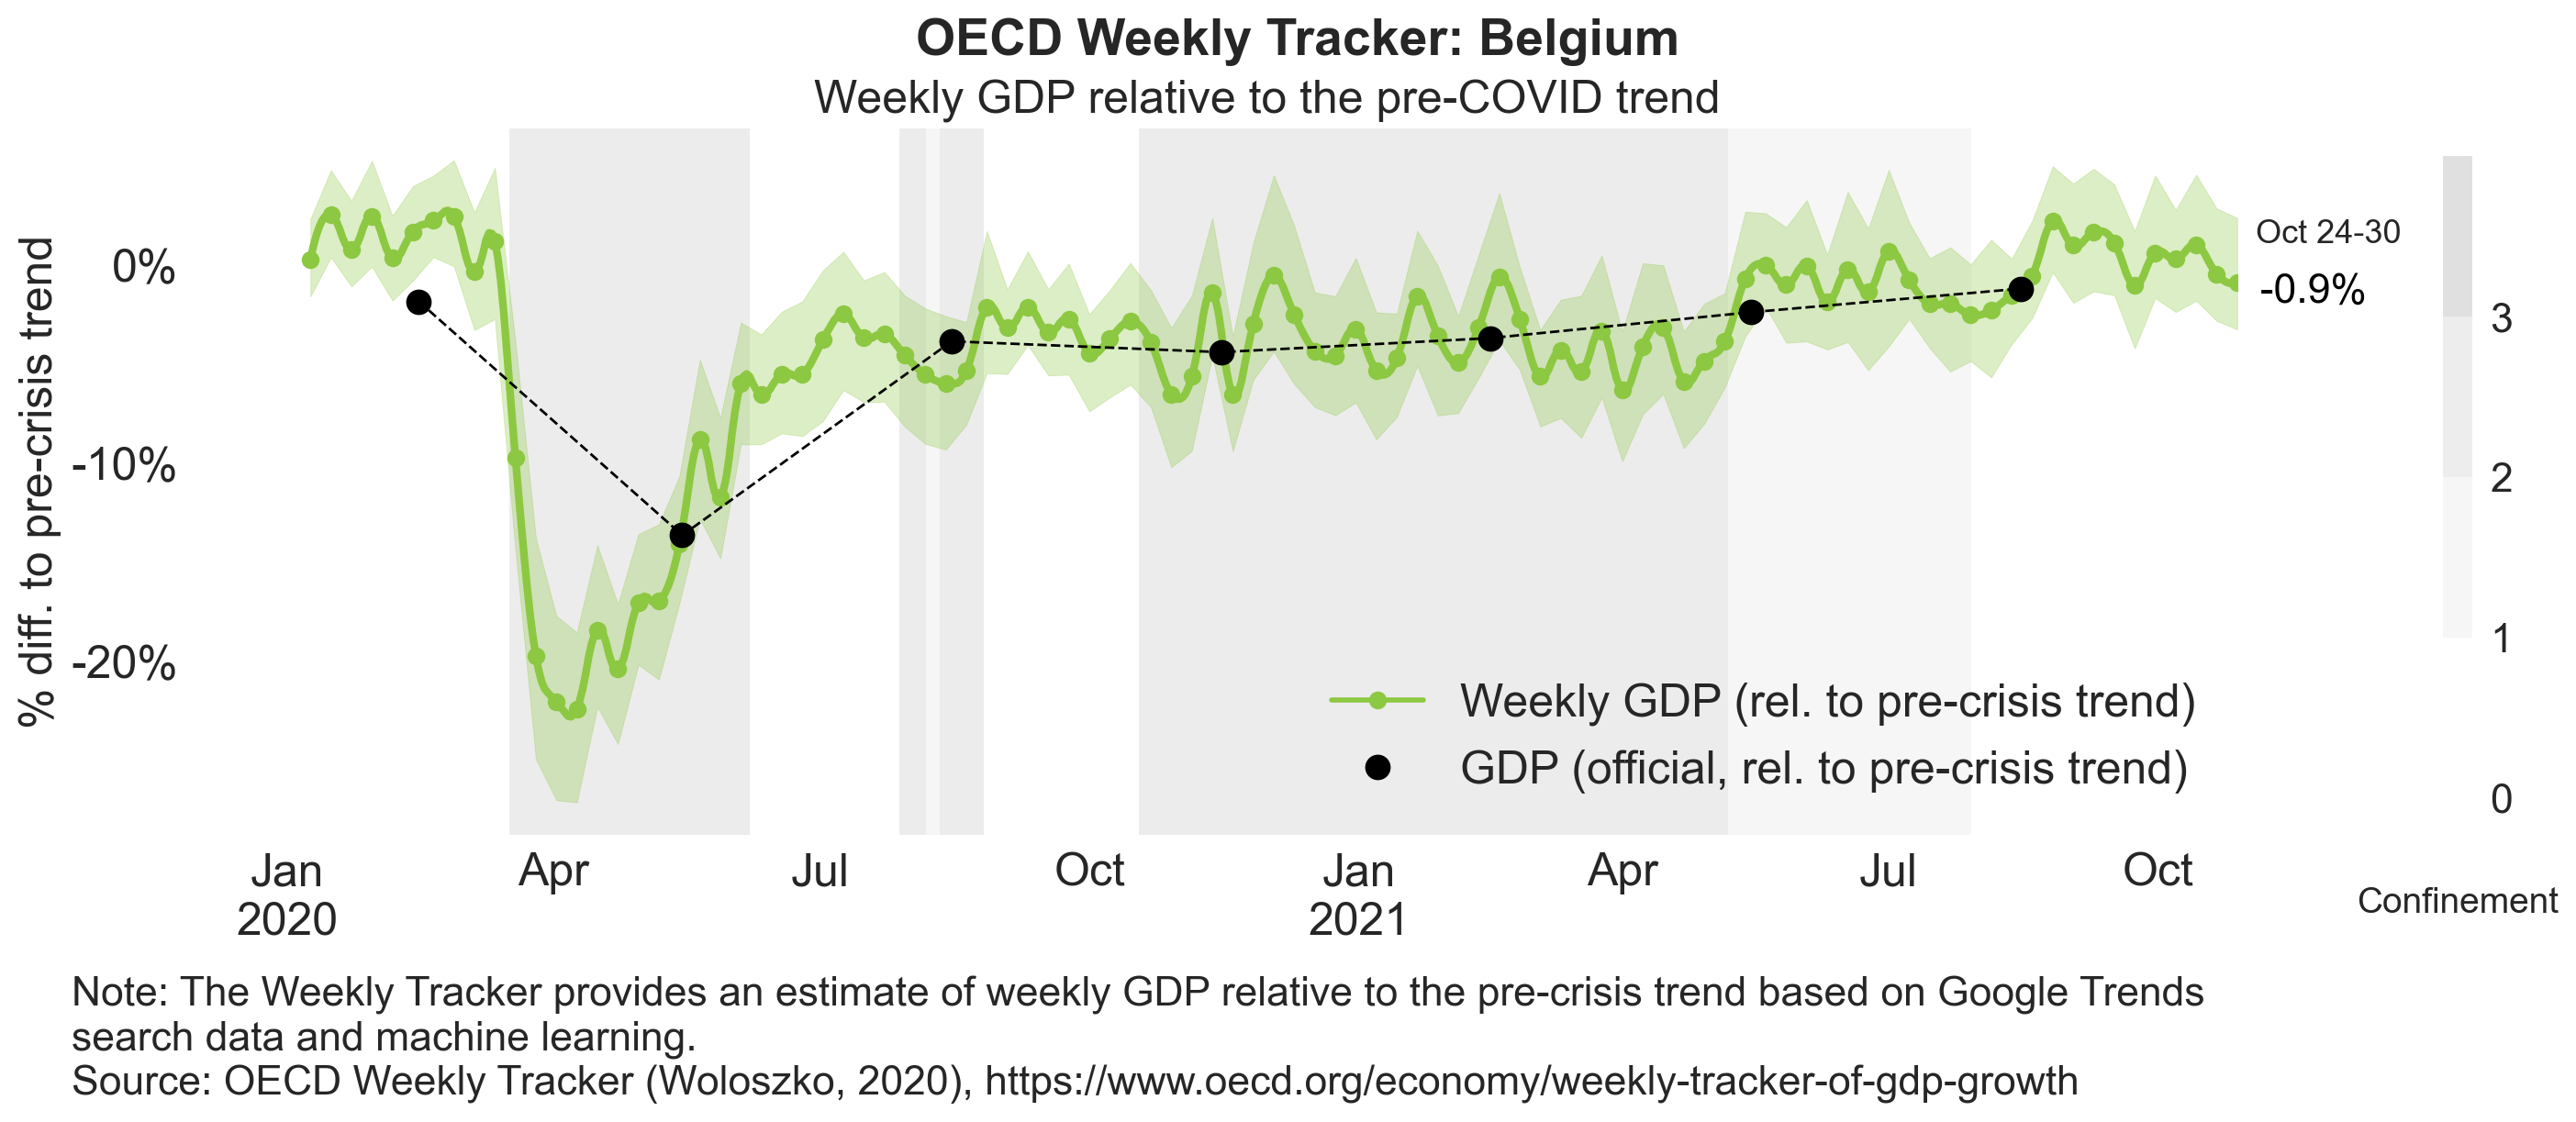 OECD Weekly Tracker: Belgium
Weekly GDP relative to the pre-COVID trend
% diff. to pre-crisis trend
0%
-10%
-20%
Oct 24-30
-0.9%
3
2
1
0
Confinement
Weekly GDP (rel. to pre-crisis trend)
GDP (official, rel. to pre-crisis trend)
Jan Apr Jul Oct Jan Apr Jul Oct
2020 2021
Note: The Weekly Tracker provides an estimate of weekly GDP relative to the pre-crisis trend based on Google Trends
search data and machine learning.
Source: OECD Weekly Tracker (Woloszko, 2020), https://www.oecd.org/economy/weekly-tracker-of-gdp-growth